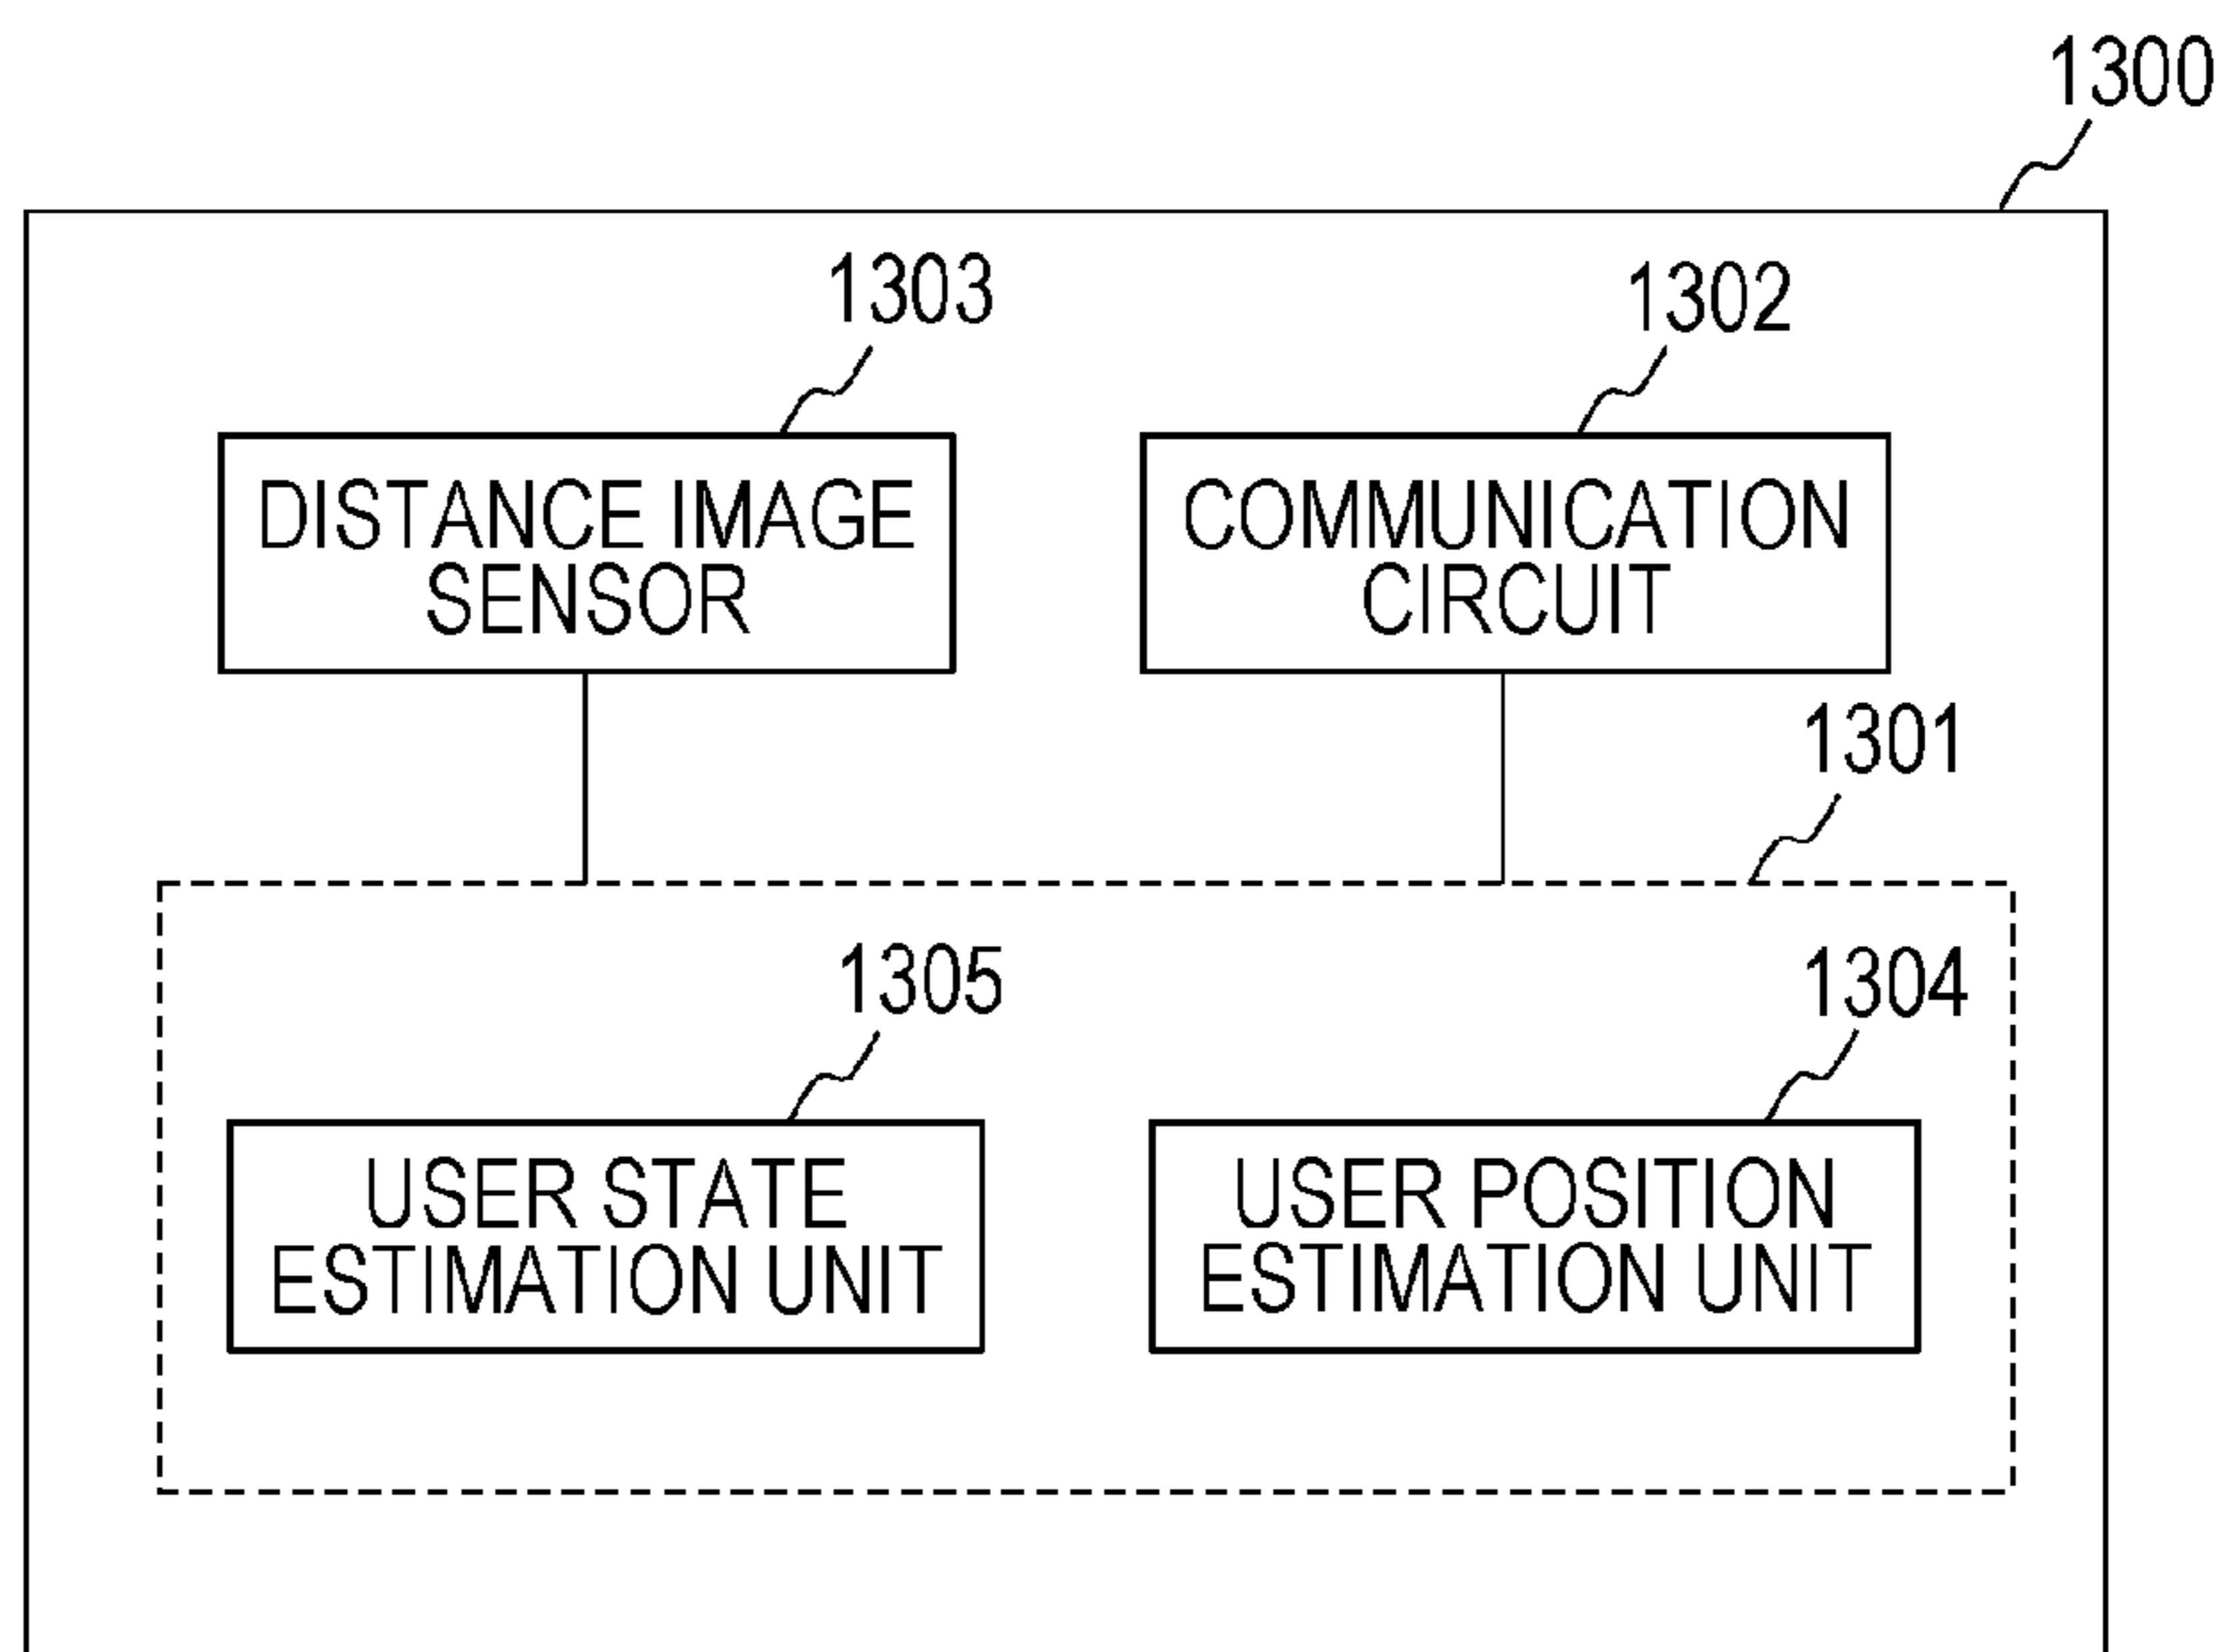 1300
1303
1302
DISTANCE IMAGE
SENSOR
COMMUNICATION
CIRCUIT
1301
1305
1304
USER STATE
ESTIMATION UNIT
USER POSITION
ESTIMATION UNIT